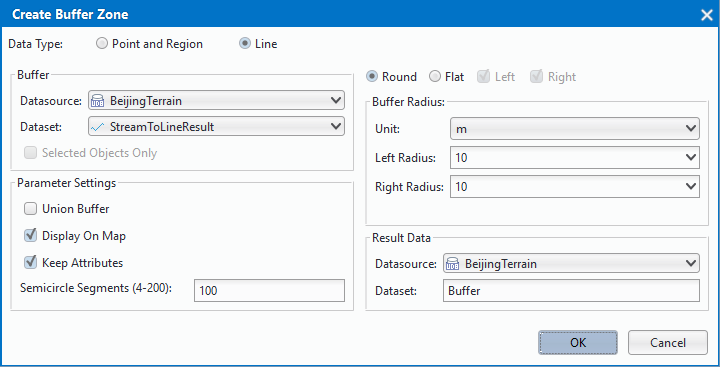 Create Buffer Zone
Data Type: Point and Region Line
Buffer
Datasource: BeijingTerrain
Dataset: StreamToLineResult
Selected Objects Only
Parameter Settings
Union Buffer
Display On Map
Keep Attributes
Semicircle Segments (4-200): 100
Round Flat Left Right
Buffer Radius:
Unit: m
Left Radius: 10
Right Radius: 10
Result Data
Datasource: BeijingTerrain
Dataset: Buffer
OK Cancel